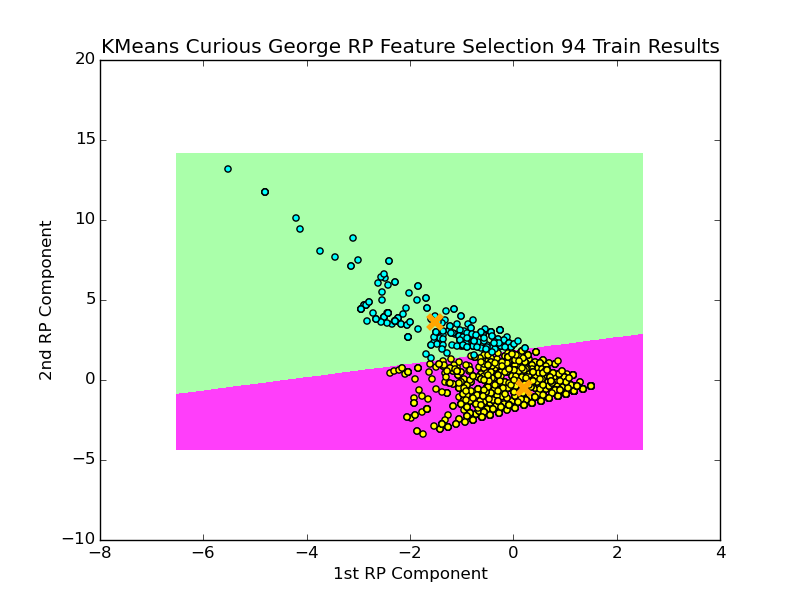 KMeans Curious George RP Feature Selection 94 Train Results
20
15
10
5
0
−5
−10
−8 −6 −4 −2 0 2 4
2nd RP Component
1st RP Component